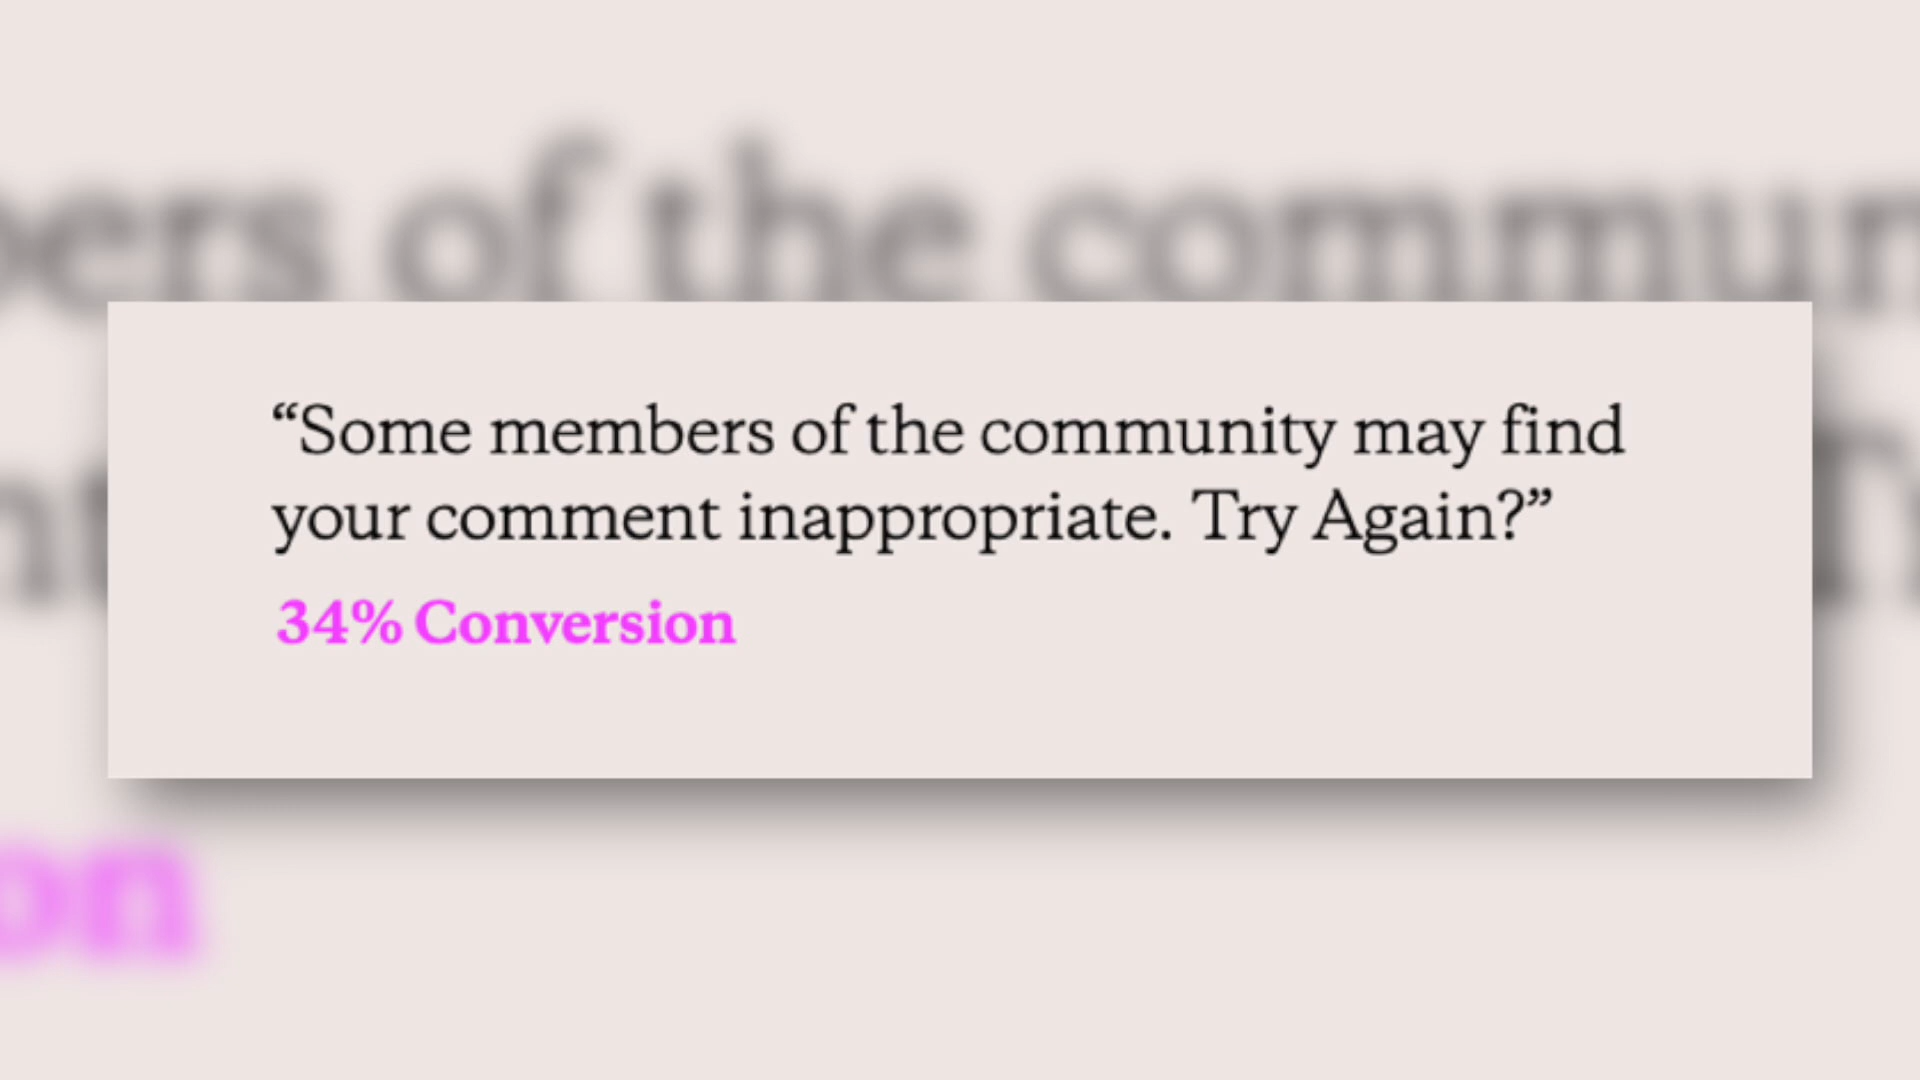 “Some members of the community may find
your comment inappropriate. Try Again?”
34% Conversion